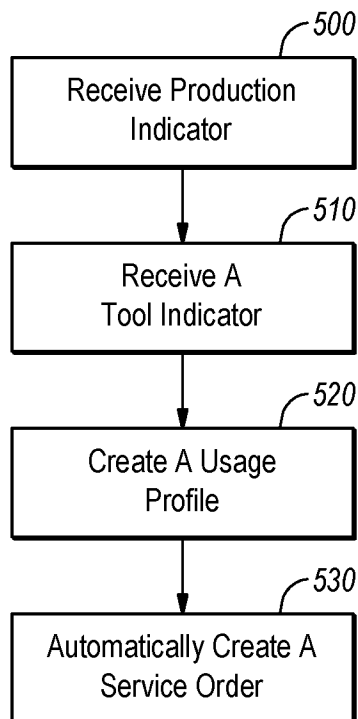 500
Receive Production
Indicator
510
Receive A
Tool Indicator
520
Create A Usage
Profile
530
Automatically Create A
Service Order